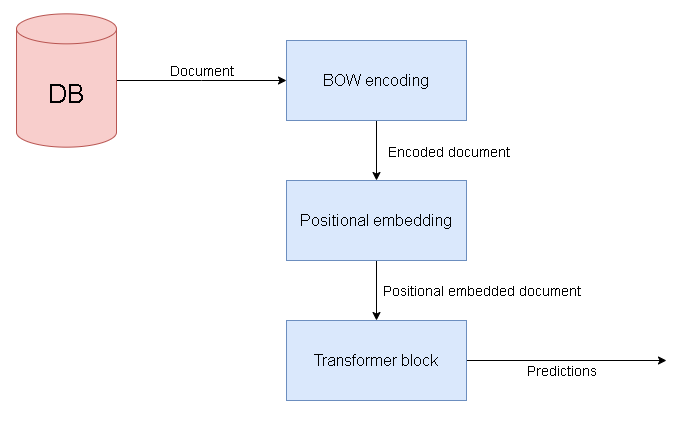 DB
Document
BOW encoding
Encoded document
Positional embedding
Positional embedded document
Transformer block
Predictions